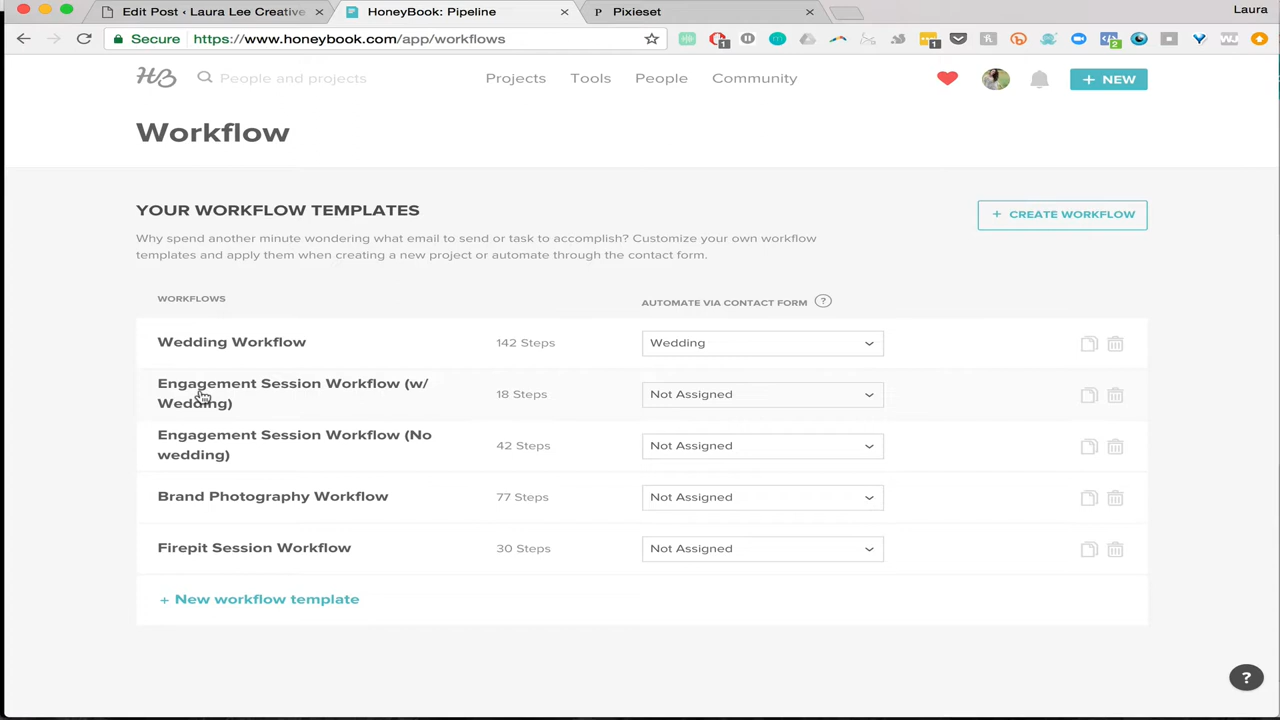 Edit Post ‹ Laura Lee Creative
HoneyBook: Pipeline
P Pixieset
Laura
Secure https://www.honeybook.com/app/workflows
HB People and projects Projects Tools People Community + NEW
Workflow
YOUR WORKFLOW TEMPLATES
+ CREATE WORKFLOW
Why spend another minute wondering what email to send or task to accomplish? Customize your own workflow
templates and apply them when creating a new project or automate through the contact form.
WORKFLOWS AUTOMATE VIA CONTACT FORM ?
Wedding Workflow 142 Steps Wedding
Engagement Session Workflow (w/
Wedding) 18 Steps Not Assigned
Engagement Session Workflow (No
wedding) 42 Steps Not Assigned
Brand Photography Workflow 77 Steps Not Assigned
Firepit Session Workflow 30 Steps Not Assigned
+ New workflow template
?